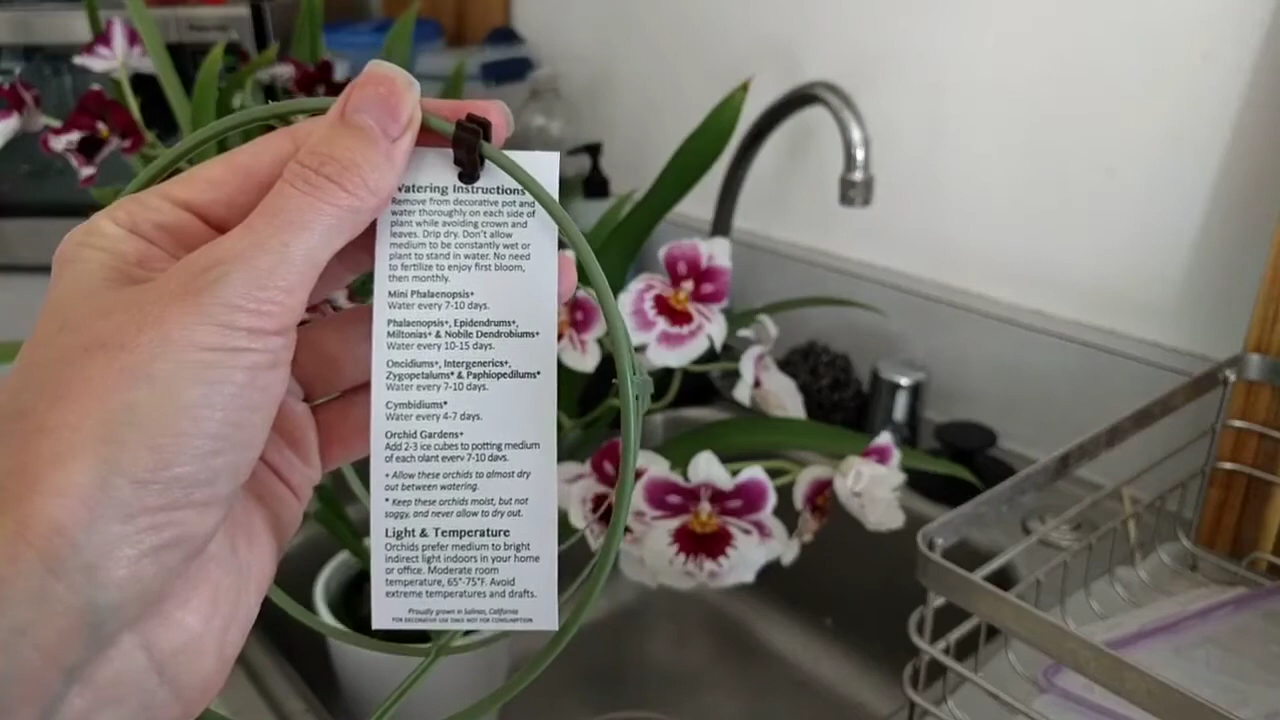 Watering Instructions
Remove from decorative pot and
water thoroughly on each side of
plant while avoiding crown and
leaves. Drip dry. Don't allow
medium to be constantly wet or
plant to stand in water. No need
to fertilize to enjoy first bloom,
then monthly.
Mini Phalaenopsis+
Water every 7-10 days.
Phalaenopsis+, Epidendrums+,
Miltonias+ & Nobile Dendrobiums+
Water every 10-15 days.
Oncidiums+, Intergenerics+,
Zygopetalums* & Paphiopedilums*
Water every 7-10 days.
Cymbidiums*
Water every 4-7 days.
Orchid Gardens+
Add 2-3 ice cubes to potting medium
of each plant every 7-10 days.
+ Allow these orchids to almost dry
out between watering.
* Keep these orchids moist, but not
soggy, and never allow to dry out.
Light & Temperature
Orchids prefer medium to bright
indirect light indoors in your home
or office. Moderate room
temperature, 65°-75°F. Avoid
extreme temperatures and drafts.
Proudly grown in Salinas, California
FOR DECORATIVE USE ONLY. NOT FOR CONSUMPTION.